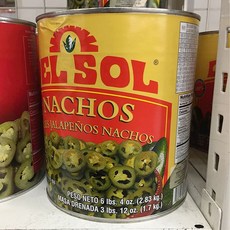 EL SOL
NACHOS
JALAPEÑOS NACHOS
PESO NETO 6 lbs. 4 oz. (2.83 kg.)
MASA DRENADA 3 lbs. 12 oz. (1.7 kg.)